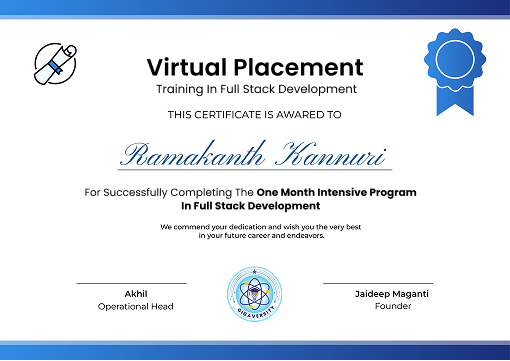 Virtual Placement
Training In Full Stack Development
THIS CERTIFICATE IS AWARED TO
Ramakanth Kannuri
For Successfully Completing The One Month Intensive Program
In Full Stack Development
We commend your dedication and wish you the very best
in your future career and endeavors.
Akhil
Operational Head
GIGAVERSITY
Jaideep Maganti
Founder